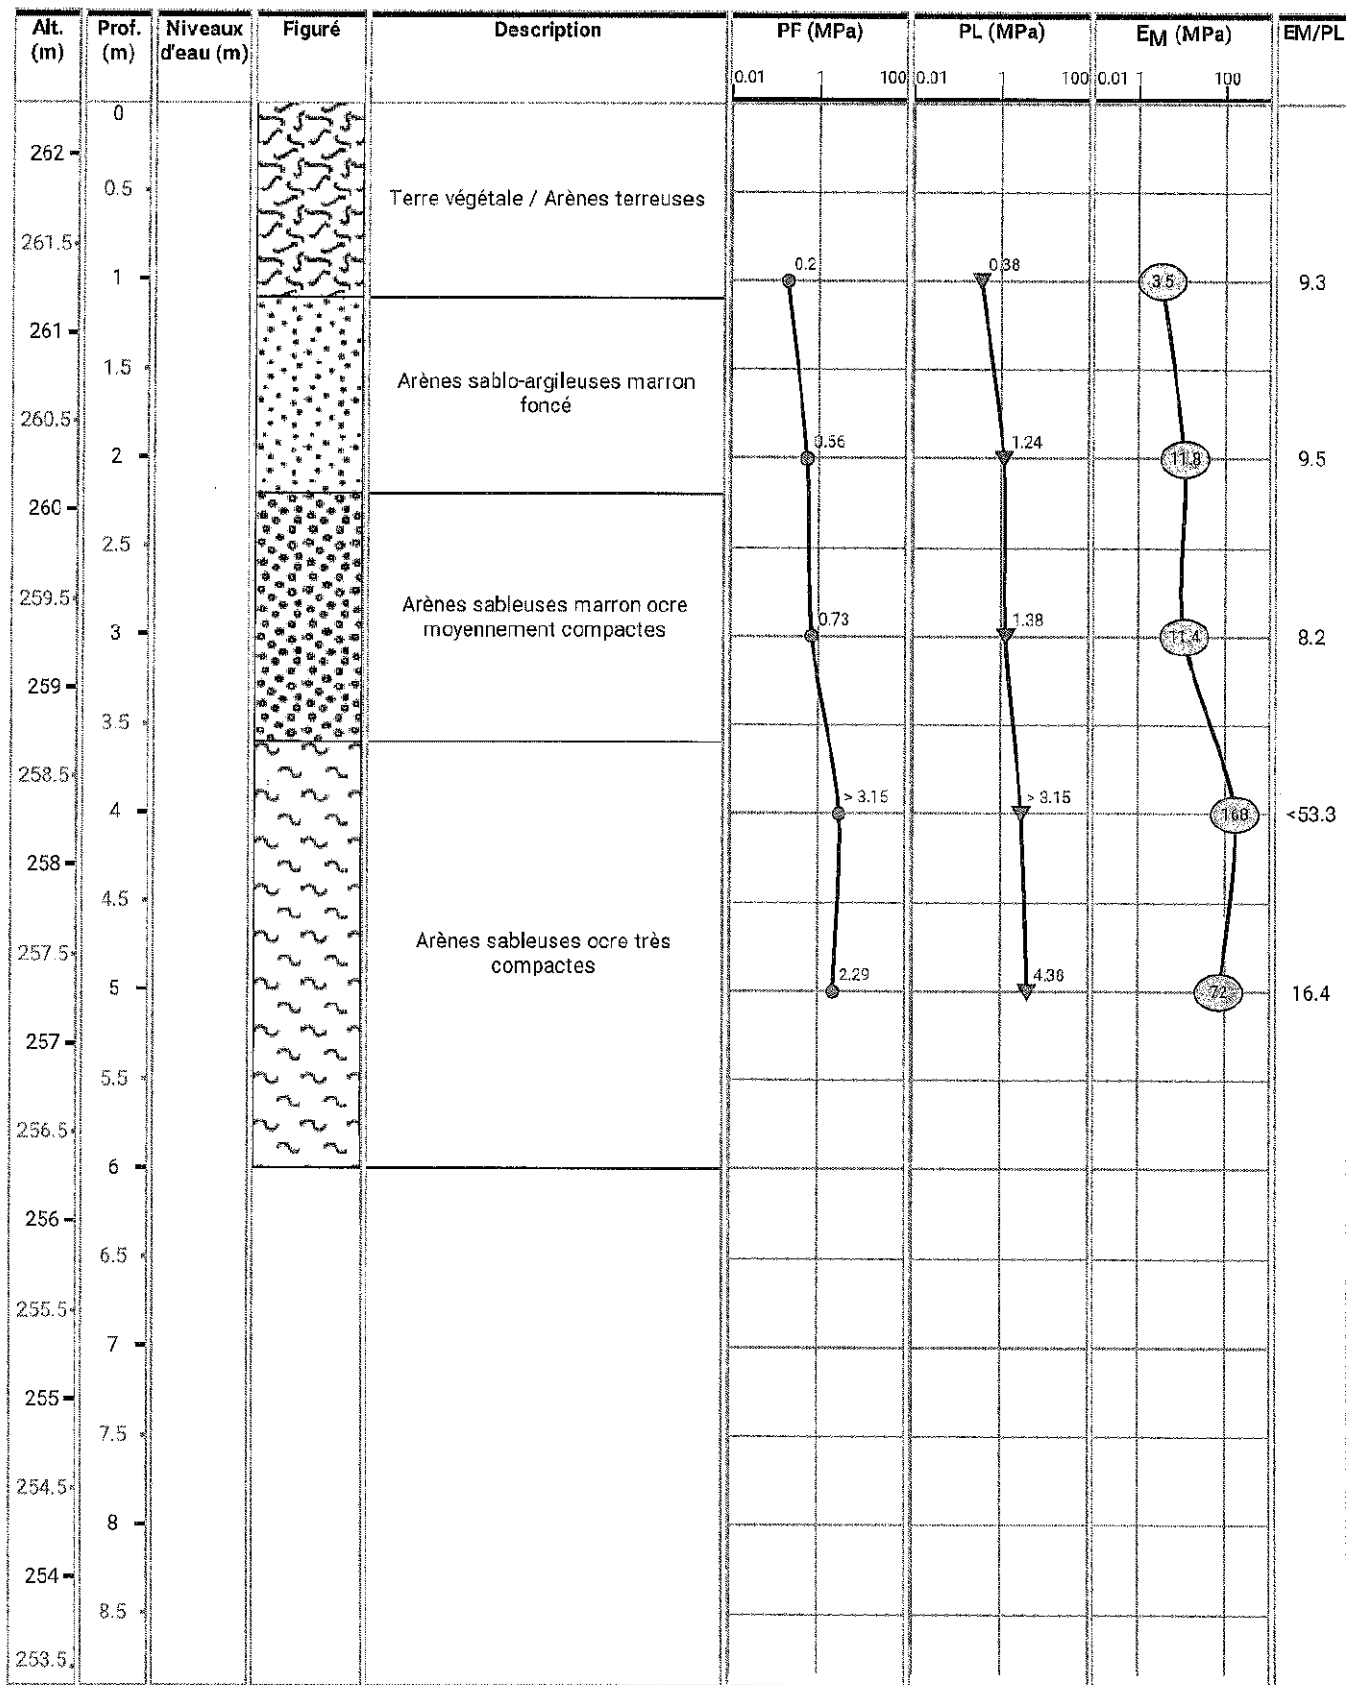 Alt. (m) Prof. (m) Niveaux d'eau (m) Figuré Description PF (MPa) PL (MPa) EM (MPa) EM/PL
0.01 1 100 0.01 1 100 0.01 1 100
0
262
0.5
Terre végétale / Arènes terreuses
261.5
1 0.2 0.38 3.5 9.3
261
1.5
Arènes sablo-argileuses marron
foncé
260.5
2 0.56 1.24 11.8 9.5
260
2.5
259.5
Arènes sableuses marron ocre
moyennement compactes
3 0.73 1.38 11.4 8.2
259
3.5
258.5
4 > 3.15 > 3.15 168 <53.3
258
4.5
Arènes sableuses ocre très
compactes
257.5
5 2.29 4.38 72 16.4
257
5.5
256.5
6
256
6.5
255.5
7
255
7.5
254.5
8
254
8.5
253.5